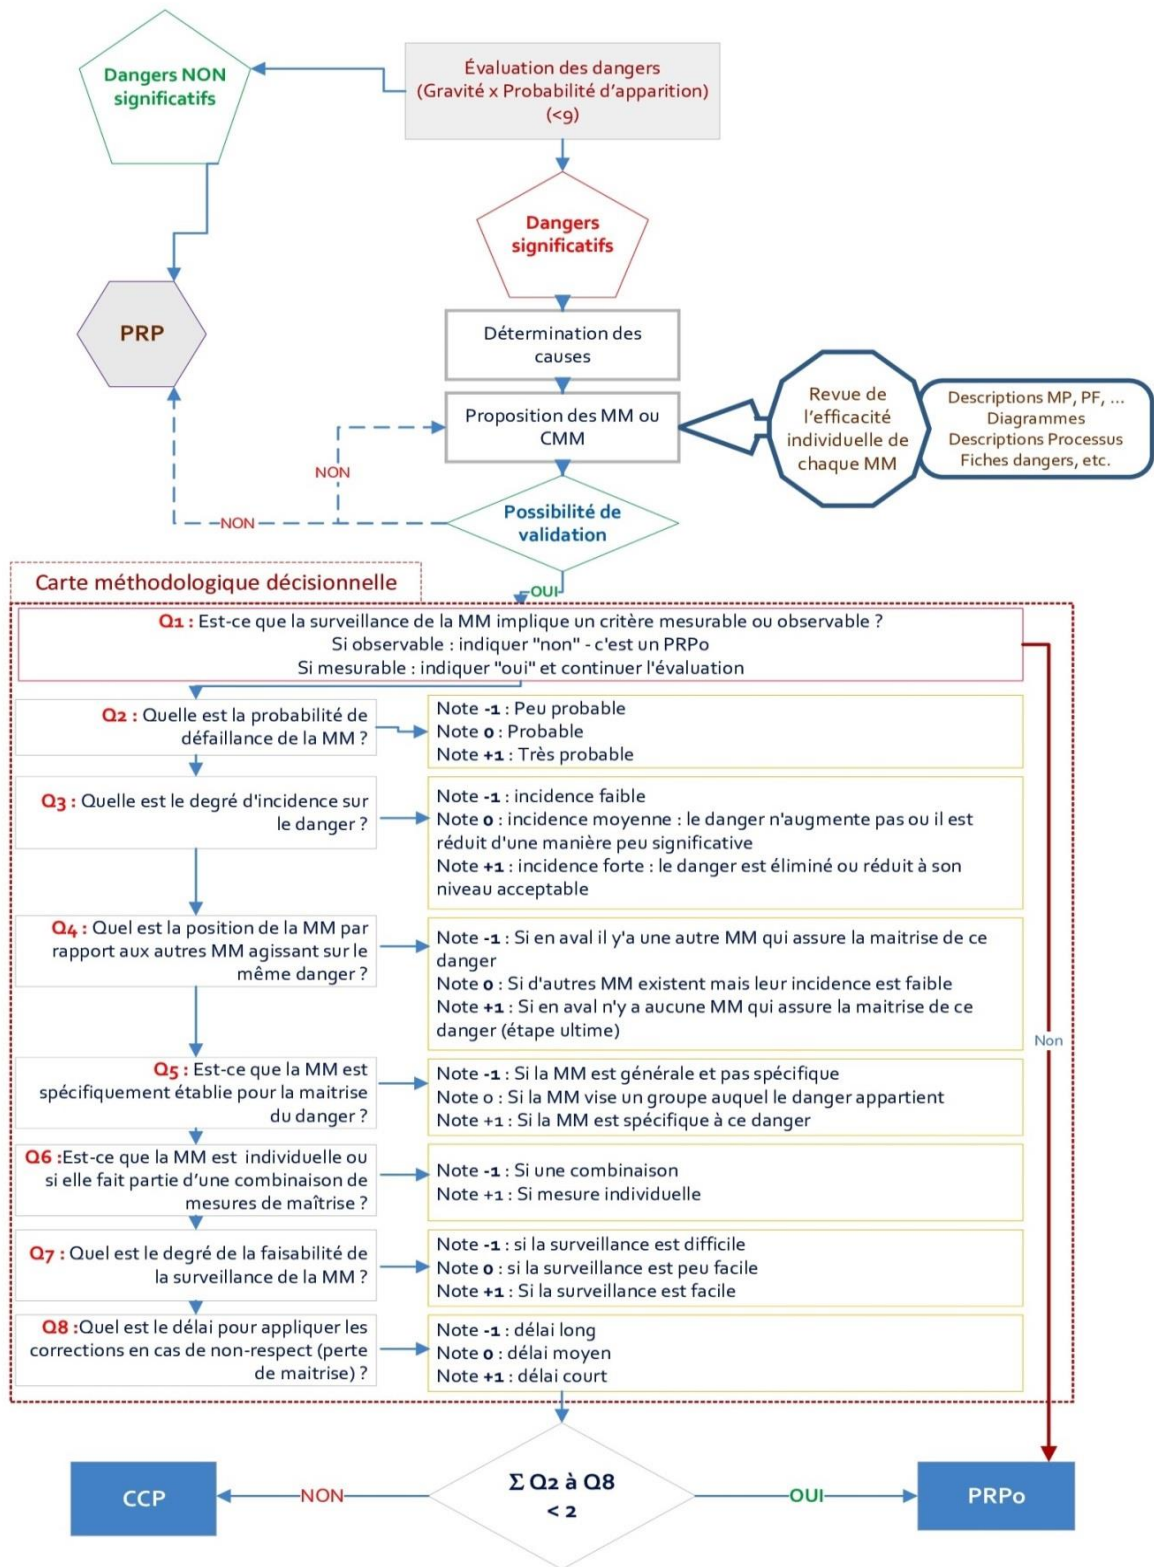 Dangers NON
significatifs
Évaluation des dangers
(Gravité x Probabilité d'apparition)
(<9)
Dangers
significatifs
PRP
Détermination des
causes
Proposition des MM ou
CMM
Revue de
l'efficacité
individuelle de
chaque MM
Descriptions MP, PF, ...
Diagrammes
Descriptions Processus
Fiches dangers, etc.
NON
NON
Possibilité de
validation
OUI
Carte méthodologique décisionnelle
Q1 : Est-ce que la surveillance de la MM implique un critère mesurable ou observable ?
Si observable : indiquer "non" - c'est un PRPo
Si mesurable : indiquer "oui" et continuer l'évaluation
Q2 : Quelle est la probabilité de
défaillance de la MM ?
Note -1 : Peu probable
Note 0 : Probable
Note +1 : Très probable
Q3 : Quelle est le degré d'incidence sur
le danger ?
Note -1 : incidence faible
Note 0 : incidence moyenne : le danger n'augmente pas ou il est
réduit d'une manière peu significative
Note +1 : incidence forte : le danger est éliminé ou réduit à son
niveau acceptable
Q4 : Quel est la position de la MM par
rapport aux autres MM agissant sur le
même danger ?
Note -1 : Si en aval il y'a une autre MM qui assure la maitrise de ce
danger
Note 0 : Si d'autres MM existent mais leur incidence est faible
Note +1 : Si en aval n'y a aucune MM qui assure la maitrise de ce
danger (étape ultime)
Non
Q5 : Est-ce que la MM est
spécifiquement établie pour la maitrise
du danger ?
Note -1 : Si la MM est générale et pas spécifique
Note 0 : Si la MM vise un groupe auquel le danger appartient
Note +1 : Si la MM est spécifique à ce danger
Q6 :Est-ce que la MM est individuelle ou
si elle fait partie d'une combinaison de
mesures de maîtrise ?
Note -1 : Si une combinaison
Note +1 : Si mesure individuelle
Q7 : Quel est le degré de la faisabilité de
la surveillance de la MM ?
Note -1 : si la surveillance est difficile
Note 0 : si la surveillance est peu facile
Note +1 : Si la surveillance est facile
Q8 :Quel est le délai pour appliquer les
corrections en cas de non-respect (perte
de maitrise) ?
Note -1 : délai long
Note 0 : délai moyen
Note +1 : délai court
CCP
NON
Σ Q2 à Q8
< 2
OUI
PRPo